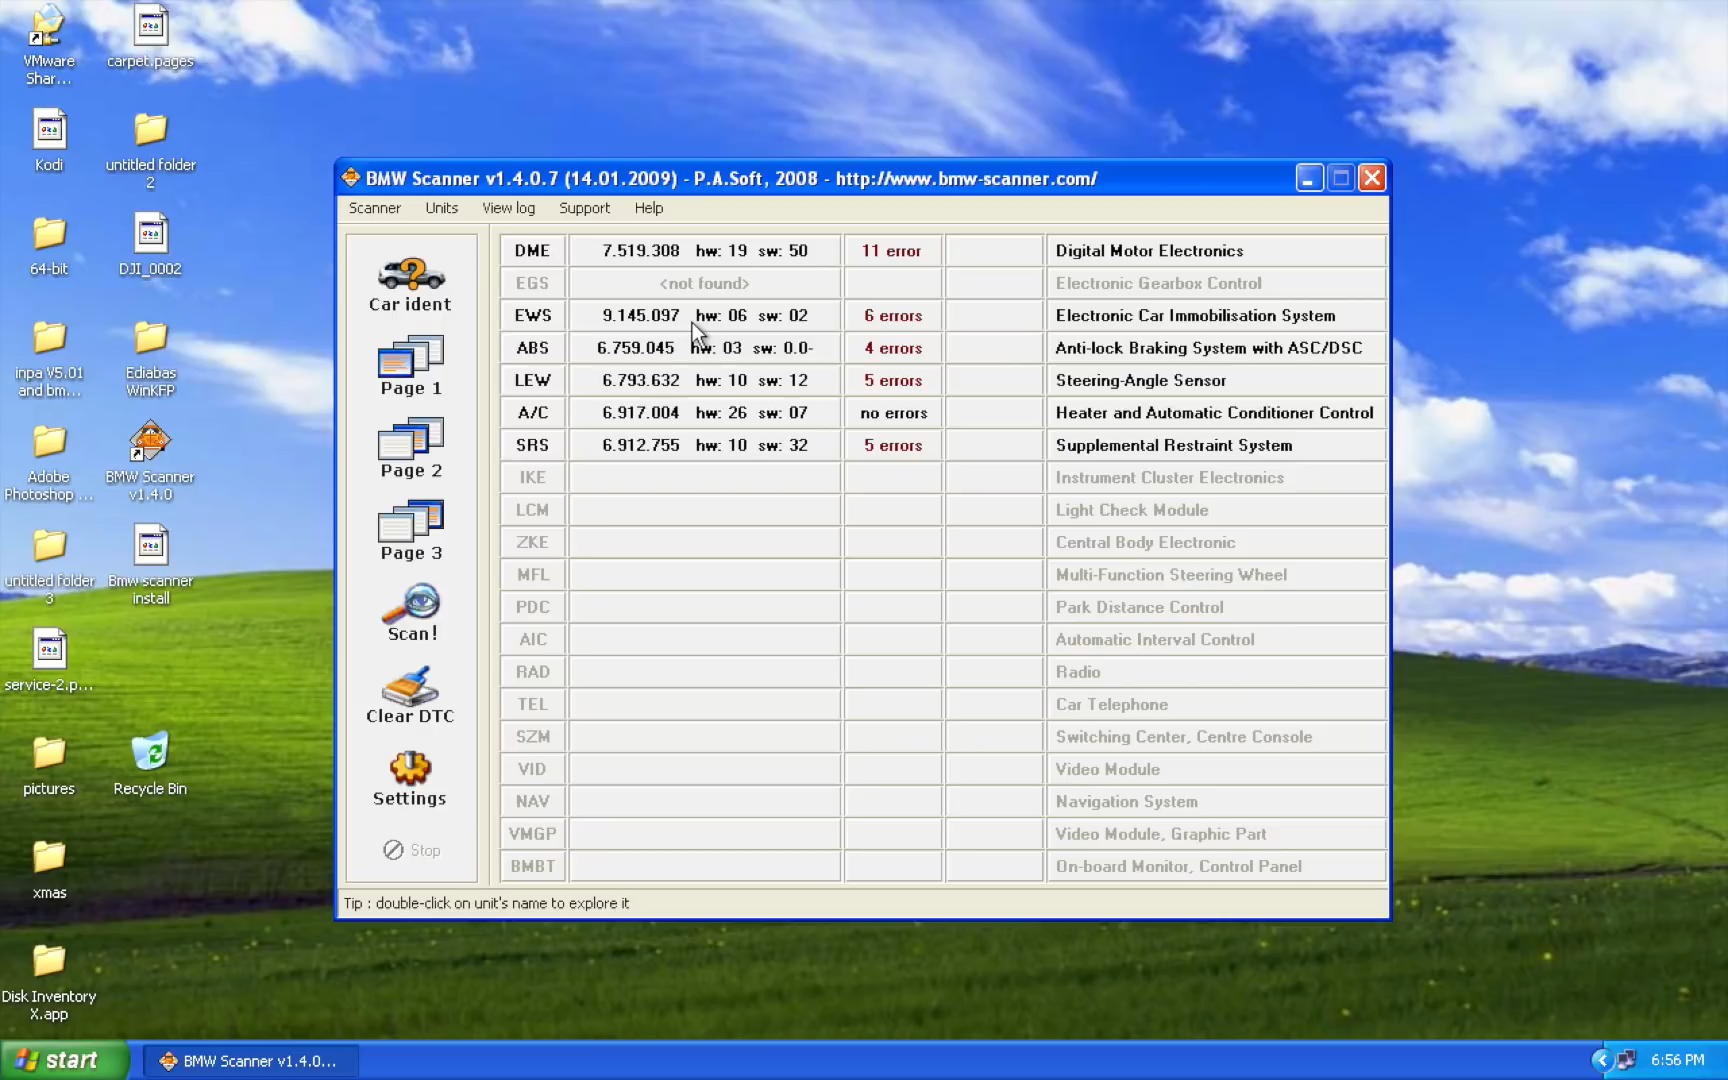 VMware
Shar...
carpet.pages
Kodi
untitled folder
2
64-bit
DJI_0002
inpa V5.01
and bm...
Ediabas
WinKFP
Adobe
Photoshop ...
BMW Scanner
v1.4.0
untitled folder
3
Bmw scanner
install
service-2.p...
pictures
Recycle Bin
xmas
Disk Inventory
X.app
BMW Scanner v1.4.0.7 (14.01.2009) - P.A.Soft, 2008 - http://www.bmw-scanner.com/
Scanner Units View log Support Help
Car ident
Page 1
Page 2
Page 3
Scan!
Clear DTC
Settings
Stop
DME 7.519.308 hw: 19 sw: 50 11 error Digital Motor Electronics
EGS <not found> Electronic Gearbox Control
EWS 9.145.097 hw: 06 sw: 02 6 errors Electronic Car Immobilisation System
ABS 6.759.045 hw: 03 sw: 0.0- 4 errors Anti-lock Braking System with ASC/DSC
LEW 6.793.632 hw: 10 sw: 12 5 errors Steering-Angle Sensor
A/C 6.917.004 hw: 26 sw: 07 no errors Heater and Automatic Conditioner Control
SRS 6.912.755 hw: 10 sw: 32 5 errors Supplemental Restraint System
IKE Instrument Cluster Electronics
LCM Light Check Module
ZKE Central Body Electronic
MFL Multi-Function Steering Wheel
PDC Park Distance Control
AIC Automatic Interval Control
RAD Radio
TEL Car Telephone
SZM Switching Center, Centre Console
VID Video Module
NAV Navigation System
VMGP Video Module, Graphic Part
BMBT On-board Monitor, Control Panel
Tip : double-click on unit's name to explore it
start
BMW Scanner v1.4.0...
6:56 PM